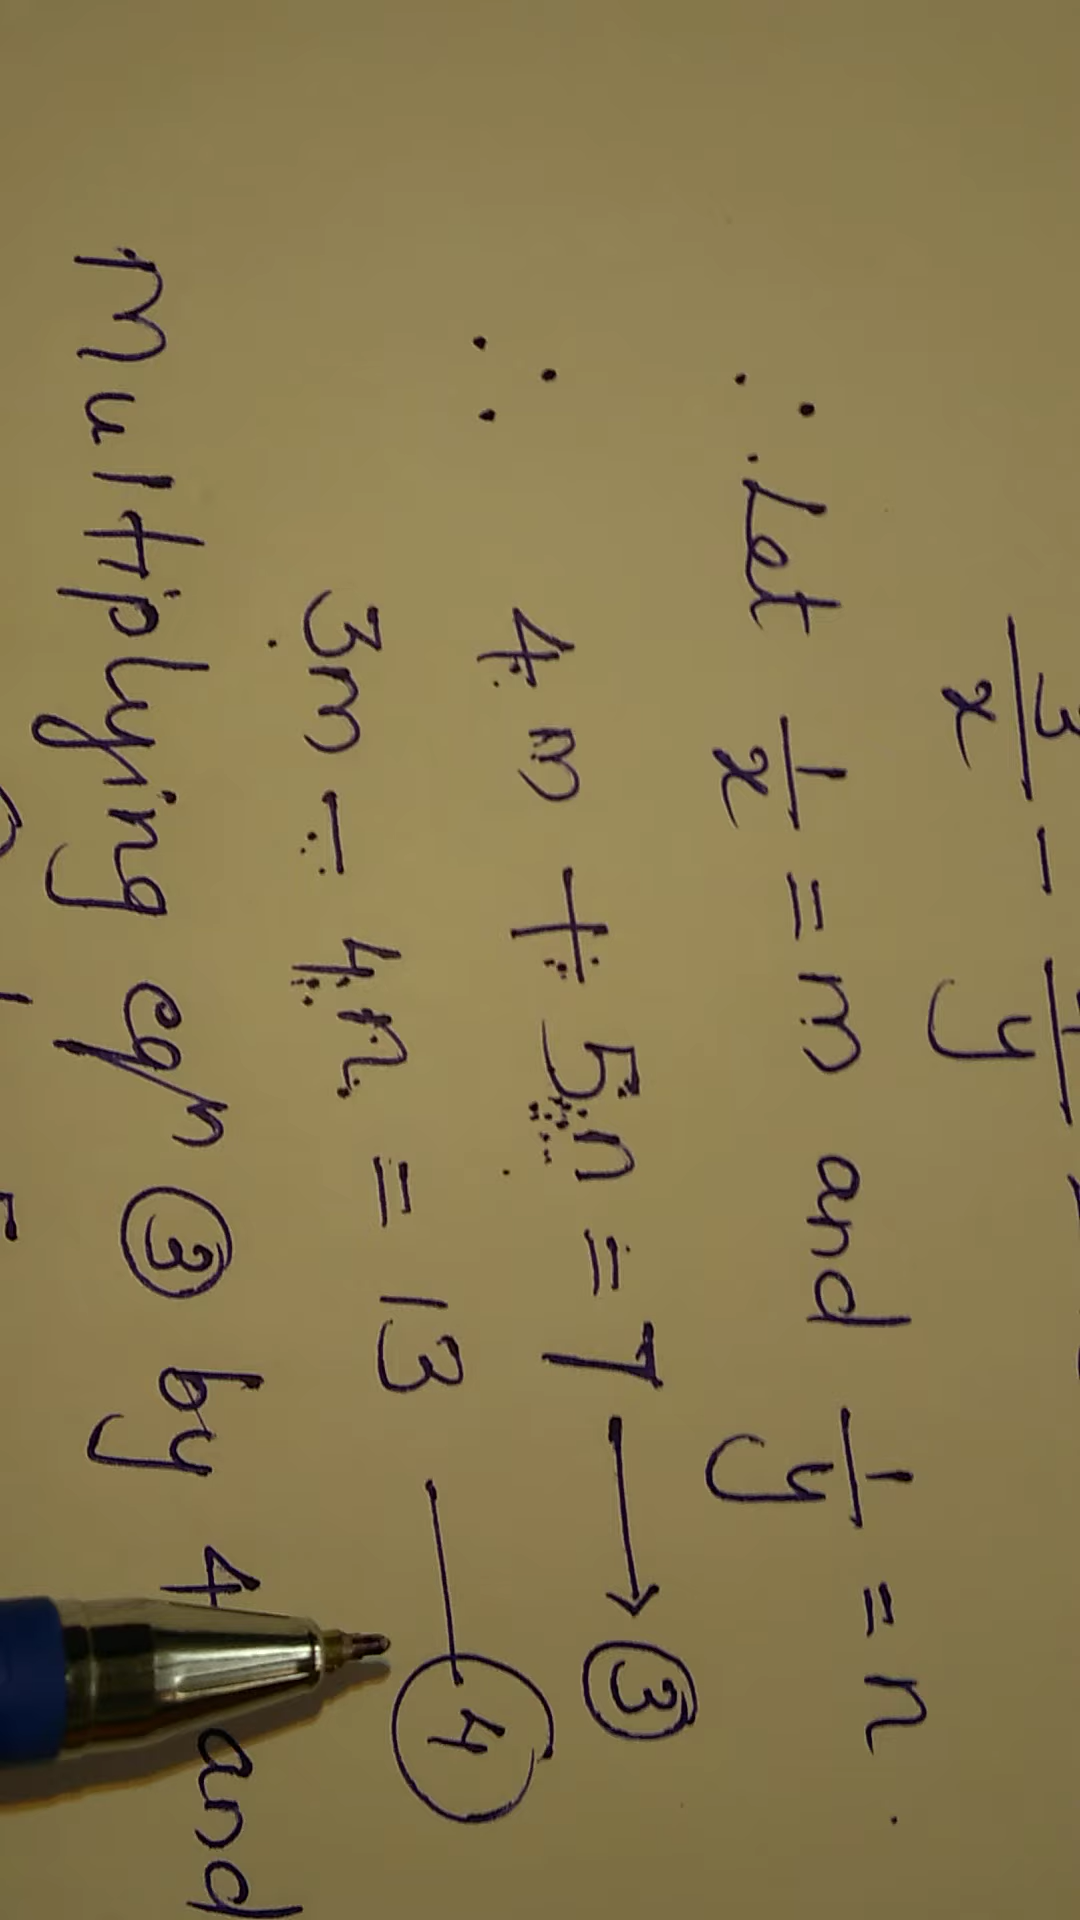 3/x - 4/y =
∴ Let 1/x = m and 1/y = n
∴ 4m + 5n = 7 → ③
3m - 4n = 13 — ④
Multiplying eqn ③ by 4 and